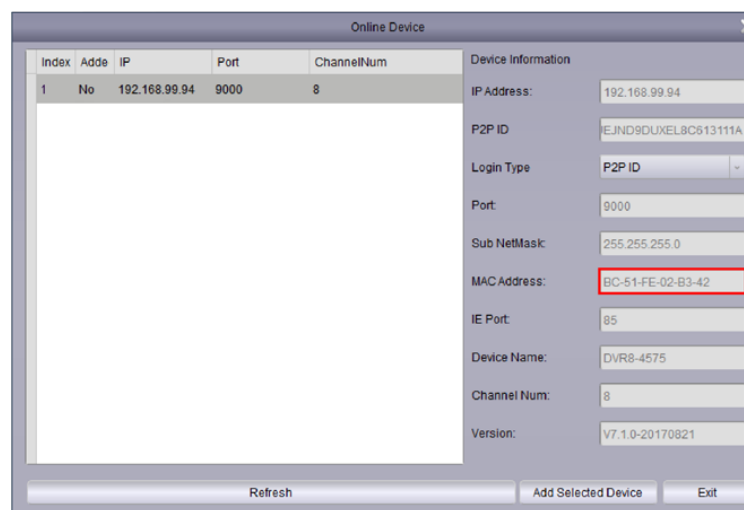 Online Device
Index Adde IP Port ChannelNum
1 No 192.168.99.94 9000 8
Device Information
IP Address: 192.168.99.94
P2P ID EJND9DUXEL8C613111A
Login Type P2P ID
Port: 9000
Sub NetMask: 255.255.255.0
MAC Address: BC-51-FE-02-B3-42
IE Port: 85
Device Name: DVR8-4575
Channel Num: 8
Version: V7.1.0-20170821
Refresh Add Selected Device Exit